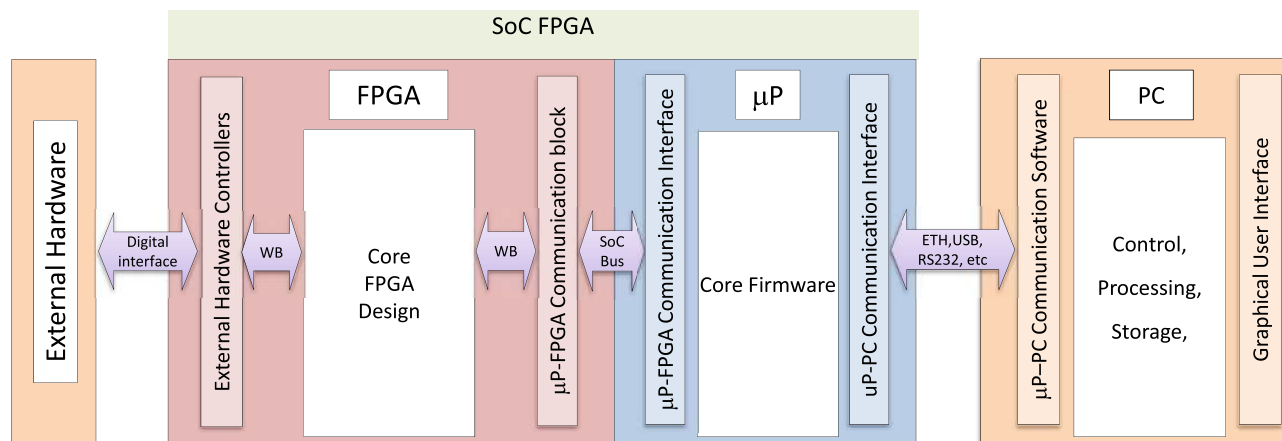 SoC FPGA
External Hardware
Digital
interface
External Hardware Controllers
WB
FPGA
Core
FPGA
Design
WB
μP-FPGA Communication block
SoC
Bus
μP-FPGA Communication Interface
μP
Core Firmware
uP-PC Communication Interface
ETH,USB,
RS232, etc
μP–PC Communication Software
PC
Control,
Processing,
Storage,
Graphical User Interface